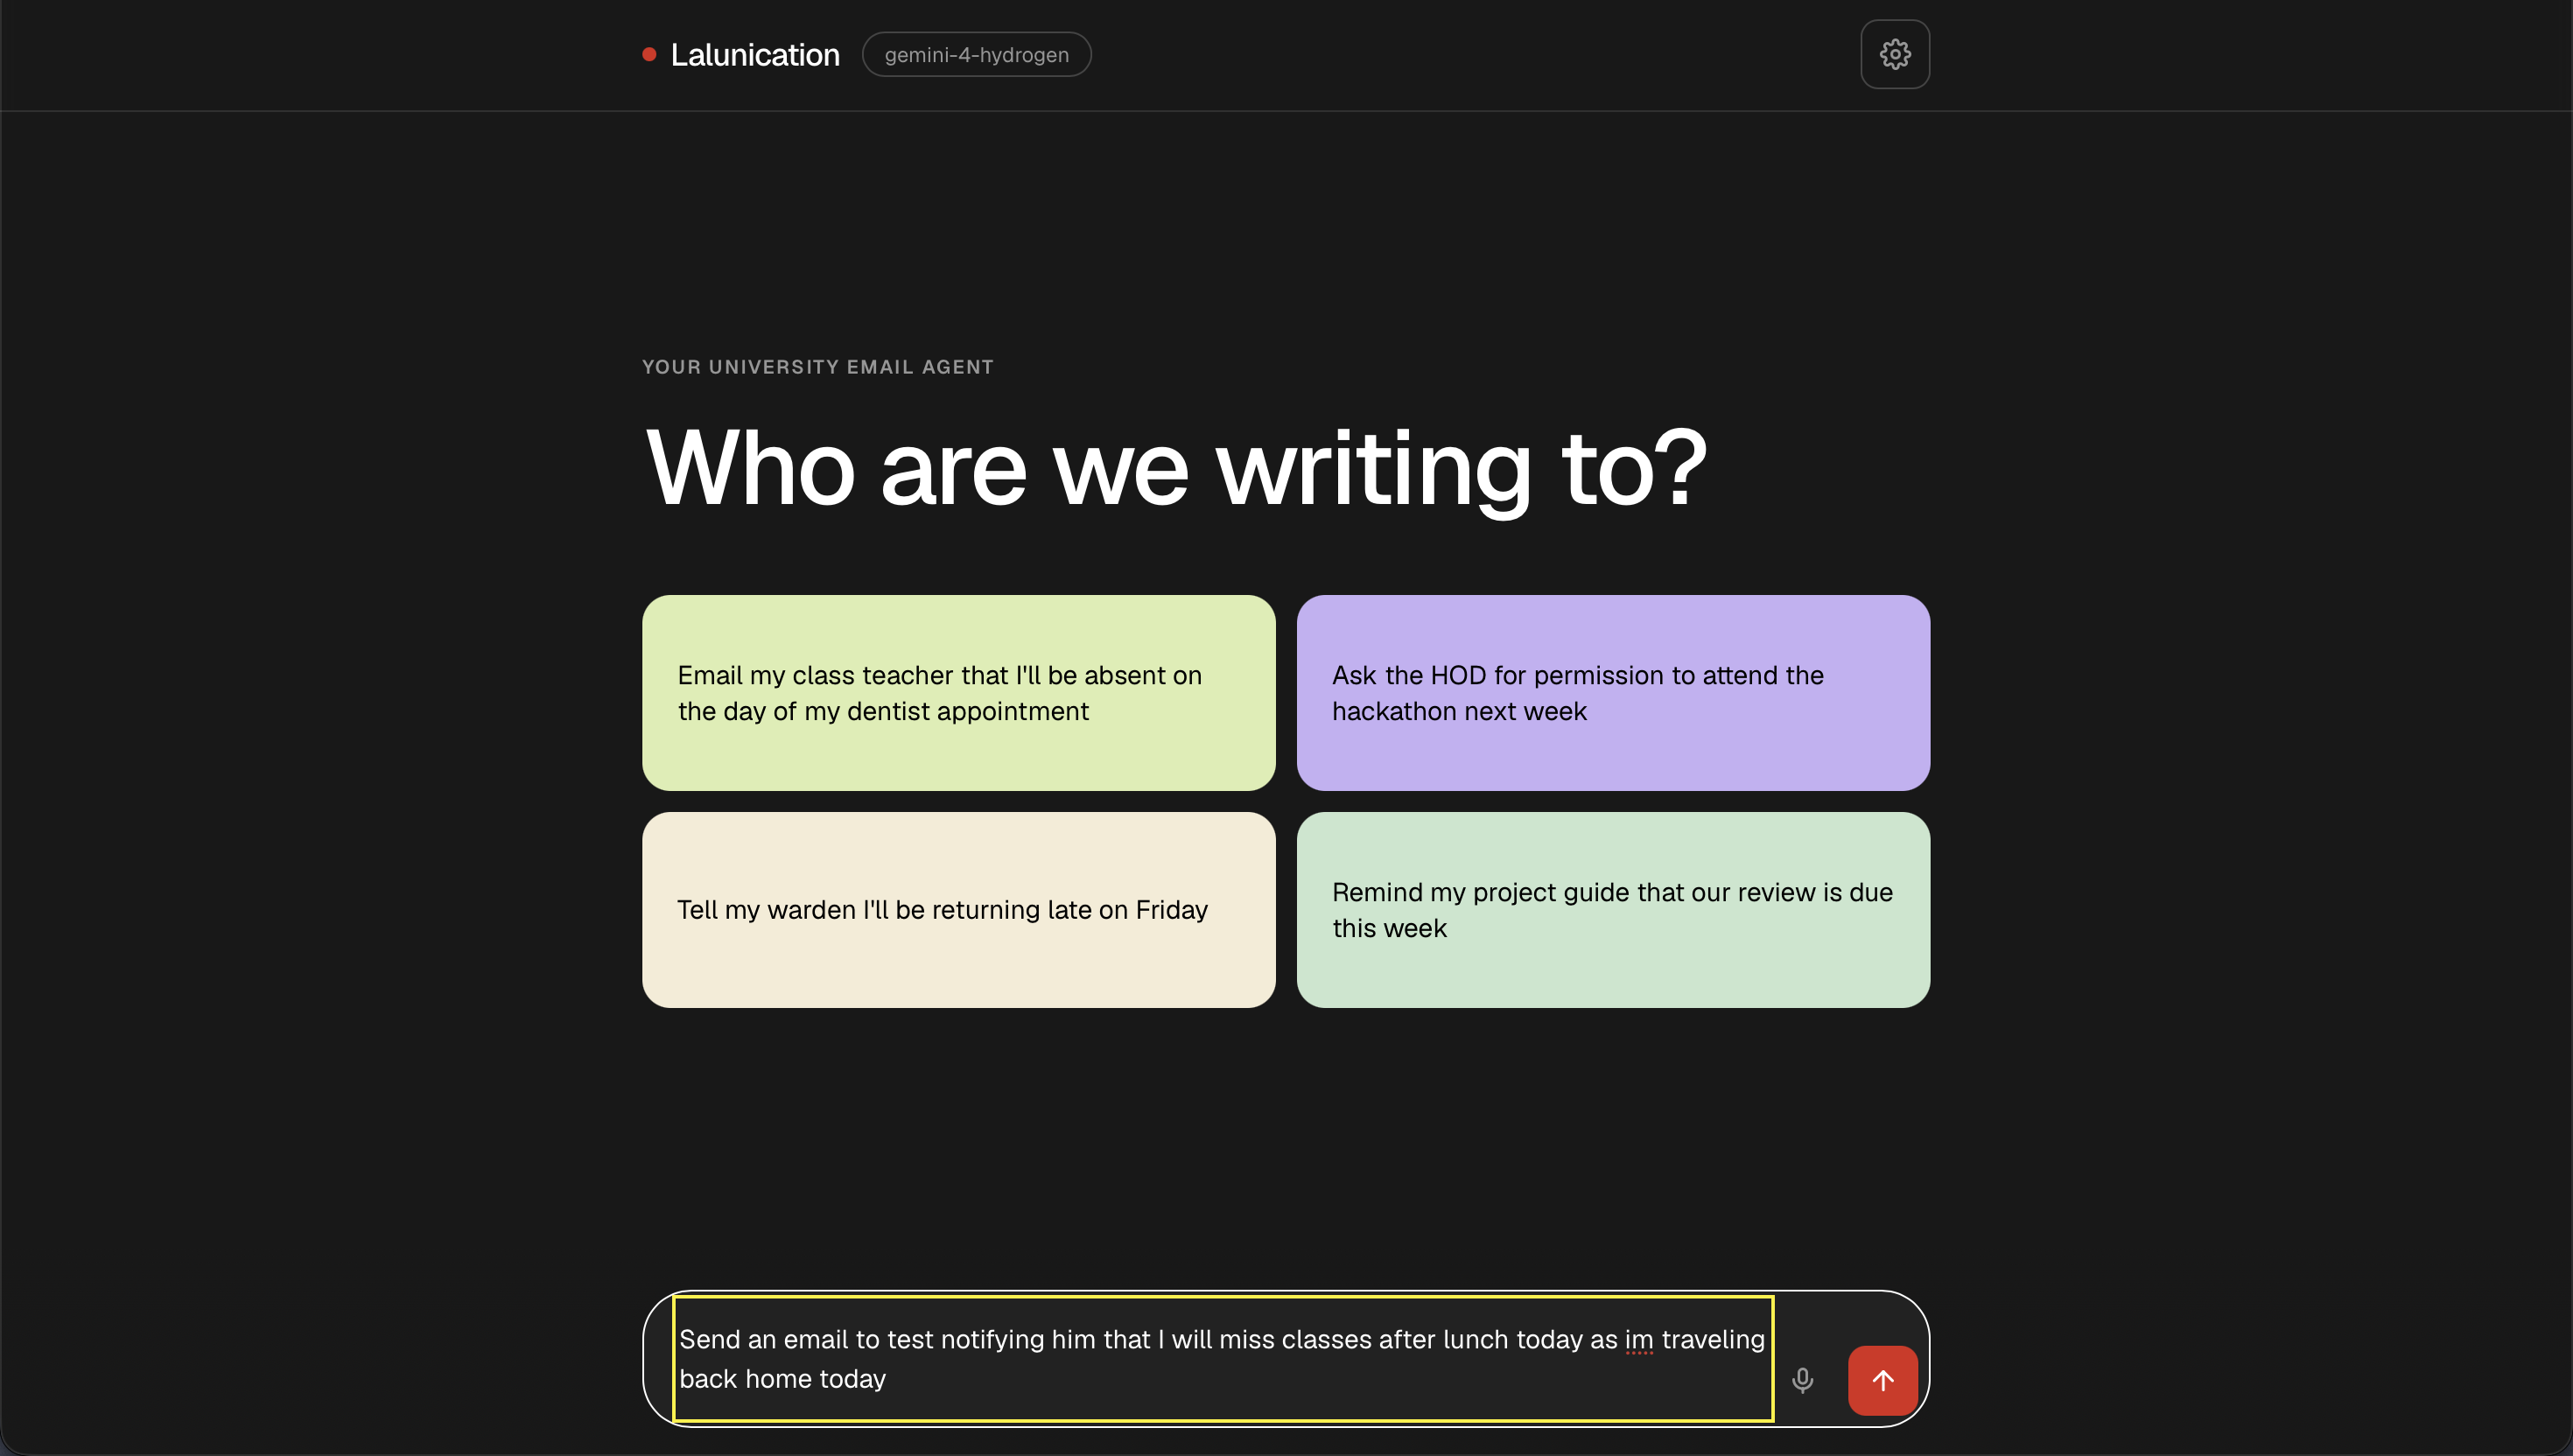 Lalunication
gemini-4-hydrogen
YOUR UNIVERSITY EMAIL AGENT
Who are we writing to?
Email my class teacher that I'll be absent on
the day of my dentist appointment
Ask the HOD for permission to attend the
hackathon next week
Tell my warden I'll be returning late on Friday
Remind my project guide that our review is due
this week
Send an email to test notifying him that I will miss classes after lunch today as im traveling
back home today